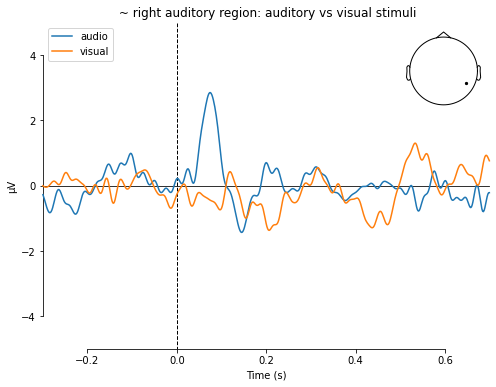 ~ right auditory region: auditory vs visual stimuli
audio
visual
4
2
0
−2
−4
µV
−0.2 0.0 0.2 0.4 0.6
Time (s)